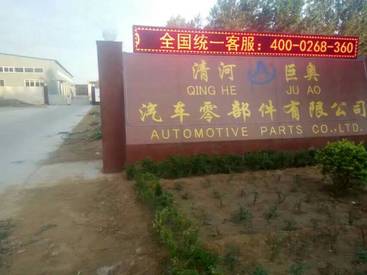 全国统一客服：400-0268-360
清河 巨奥
QING HE JU AO
汽车零部件有限公司
AUTOMOTIVE PARTS CO.,LTD.